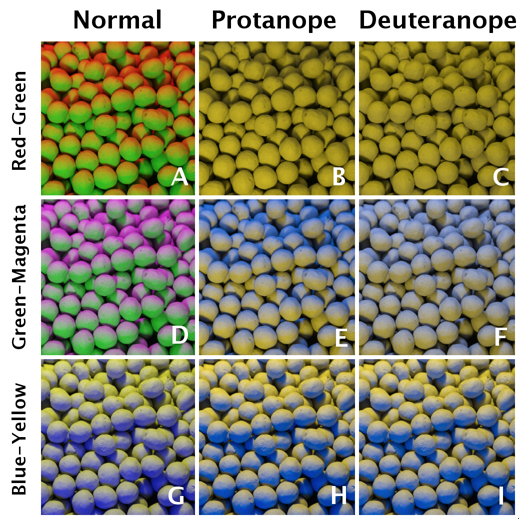 Normal Protanope Deuteranope
Red-Green
A B C
Green-Magenta
D E F
Blue-Yellow
G H I